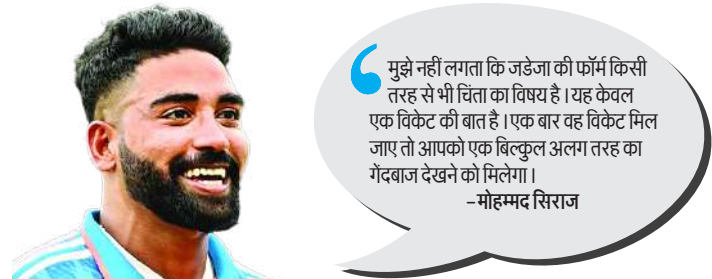 ‘मुझे नहीं लगता कि जडेजा की फॉर्म किसी
तरह से भी चिंता का विषय है । यह केवल
एक विकेट की बात है । एक बार वह विकेट मिल
जाए तो आपको एक बिल्कुल अलग तरह का
गेंदबाज देखने को मिलेगा ।
–मोहम्मद सिराज